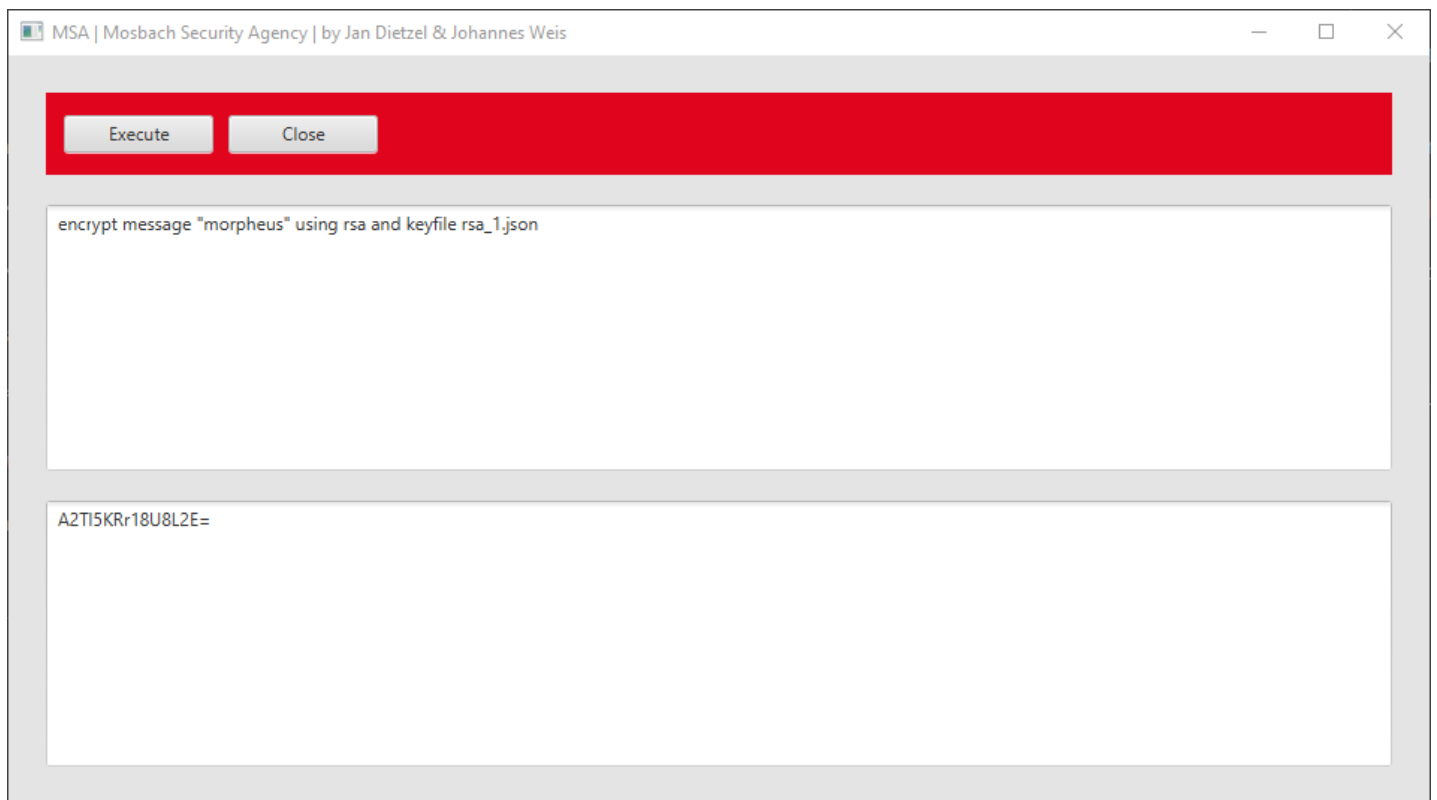 MSA | Mosbach Security Agency | by Jan Dietzel & Johannes Weis
Execute Close
encrypt message "morpheus" using rsa and keyfile rsa_1.json
A2TI5KRr18U8L2E=